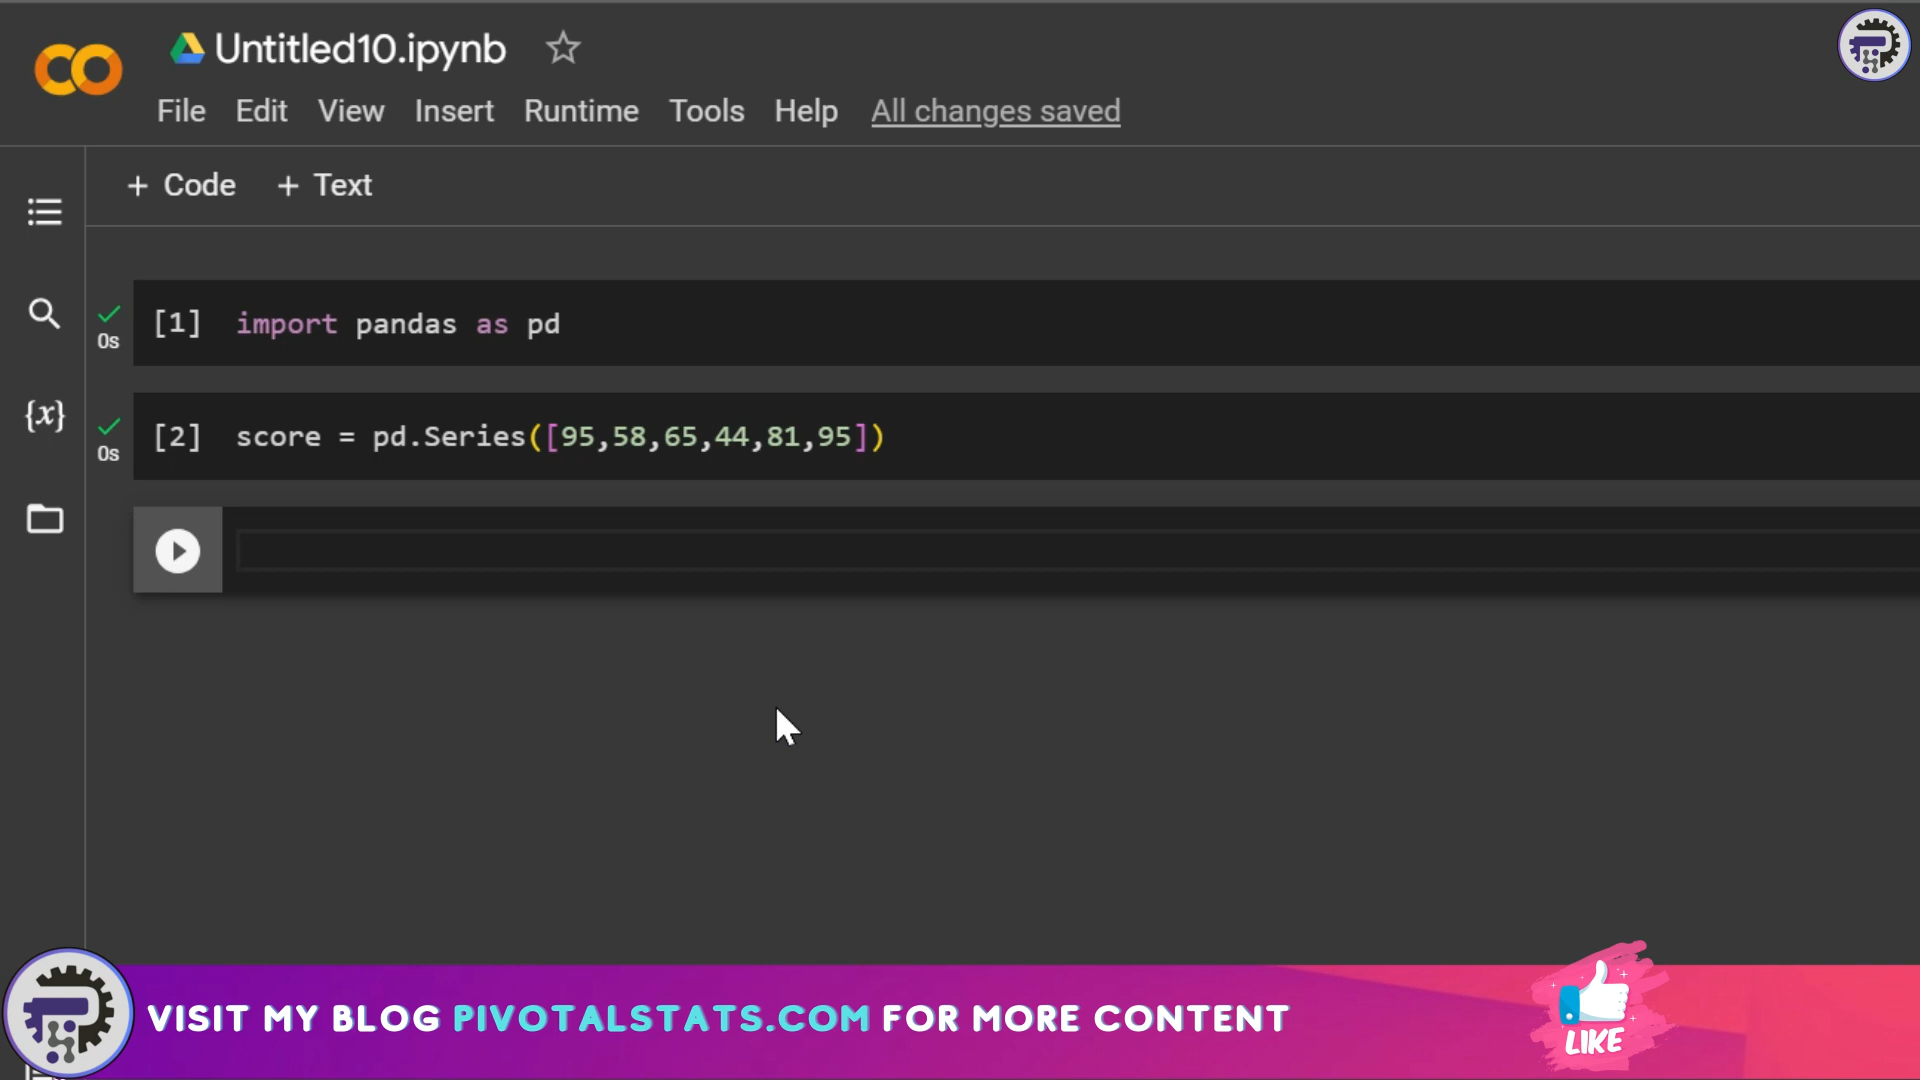 Untitled10.ipynb
File Edit View Insert Runtime Tools Help All changes saved
+ Code + Text
[1] import pandas as pd
0s
[2] score = pd.Series([95,58,65,44,81,95])
0s
{x}
VISIT MY BLOG PIVOTALSTATS.COM FOR MORE CONTENT
LIKE